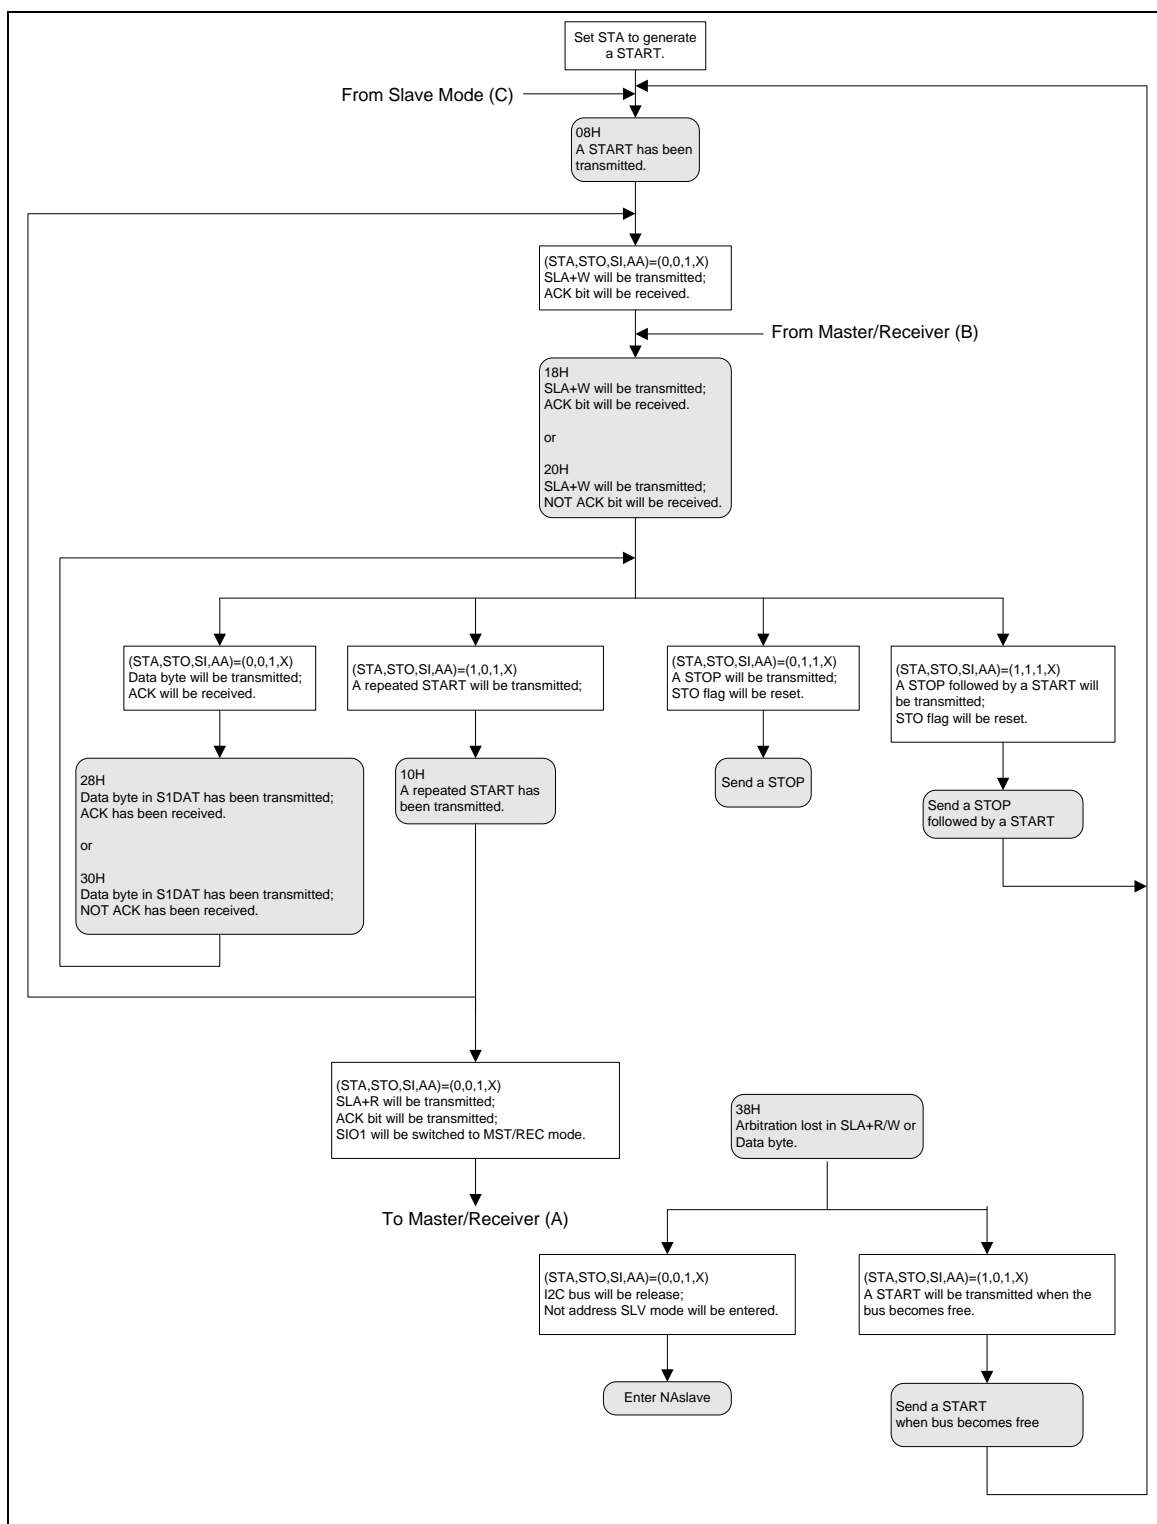 Set STA to generate
a START.
From Slave Mode (C)
08H
A START has been
transmitted.
(STA,STO,SI,AA)=(0,0,1,X)
SLA+W will be transmitted;
ACK bit will be received.
From Master/Receiver (B)
18H
SLA+W will be transmitted;
ACK bit will be received.
or
20H
SLA+W will be transmitted;
NOT ACK bit will be received.
(STA,STO,SI,AA)=(0,0,1,X)
Data byte will be transmitted;
ACK will be received.
(STA,STO,SI,AA)=(1,0,1,X)
A repeated START will be transmitted;
(STA,STO,SI,AA)=(0,1,1,X)
A STOP will be transmitted;
STO flag will be reset.
(STA,STO,SI,AA)=(1,1,1,X)
A STOP followed by a START will
be transmitted;
STO flag will be reset.
28H
Data byte in S1DAT has been transmitted;
ACK has been received.
or
30H
Data byte in S1DAT has been transmitted;
NOT ACK has been received.
10H
A repeated START has
been transmitted.
Send a STOP
Send a STOP
followed by a START
(STA,STO,SI,AA)=(0,0,1,X)
SLA+R will be transmitted;
ACK bit will be transmitted;
SIO1 will be switched to MST/REC mode.
To Master/Receiver (A)
38H
Arbitration lost in SLA+R/W or
Data byte.
(STA,STO,SI,AA)=(0,0,1,X)
I2C bus will be release;
Not address SLV mode will be entered.
(STA,STO,SI,AA)=(1,0,1,X)
A START will be transmitted when the
bus becomes free.
Enter NAslave
Send a START
when bus becomes free